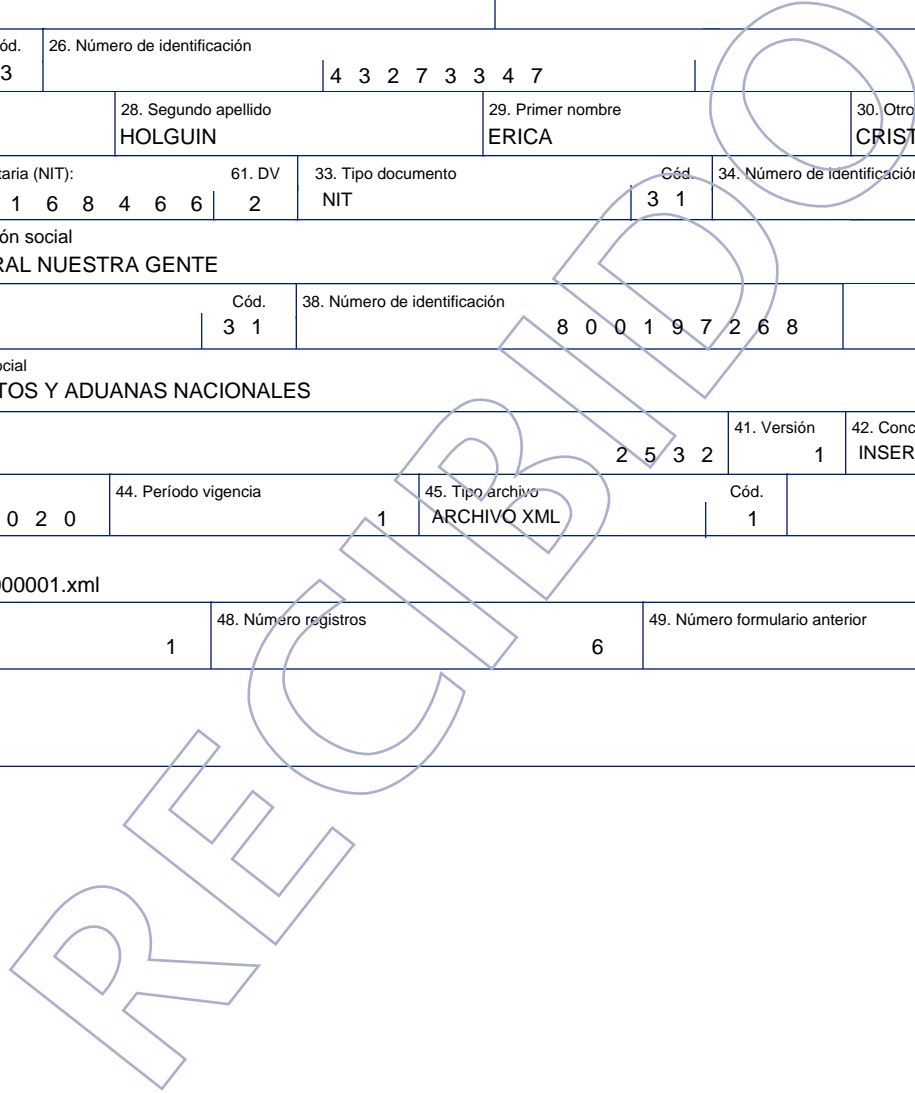 ód. 26. Número de identificación
3 4 3 2 7 3 3 4 7
28. Segundo apellido 29. Primer nombre 30. Otro
HOLGUIN ERICA CRIST
taria (NIT): 61. DV 33. Tipo documento Cód. 34. Número de identificación
1 6 8 4 6 6 2 NIT 3 1
ón social
RAL NUESTRA GENTE
Cód. 38. Número de identificación
3 1 8 0 0 1 9 7 2 6 8
ocial
TOS Y ADUANAS NACIONALES
41. Versión 42. Conc
2 5 3 2 1 INSER
44. Período vigencia 45. Tipo archivo Cód.
0 2 0 1 ARCHIVO XML 1
000001.xml
48. Número registros 49. Número formulario anterior
1 6
RECIBIDO